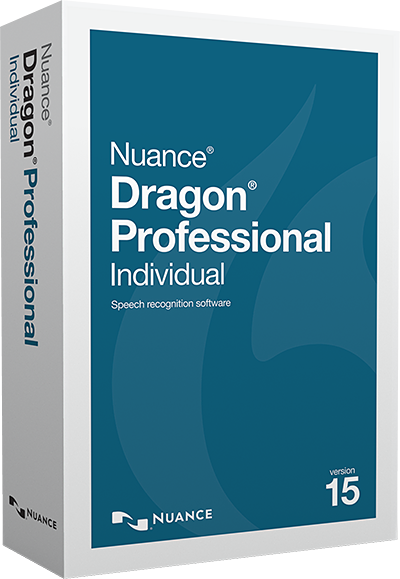 Nuance®
Dragon® Professional
Individual
NUANCE
Nuance®
Dragon®
Professional
Individual
Speech recognition software
version
15
NUANCE